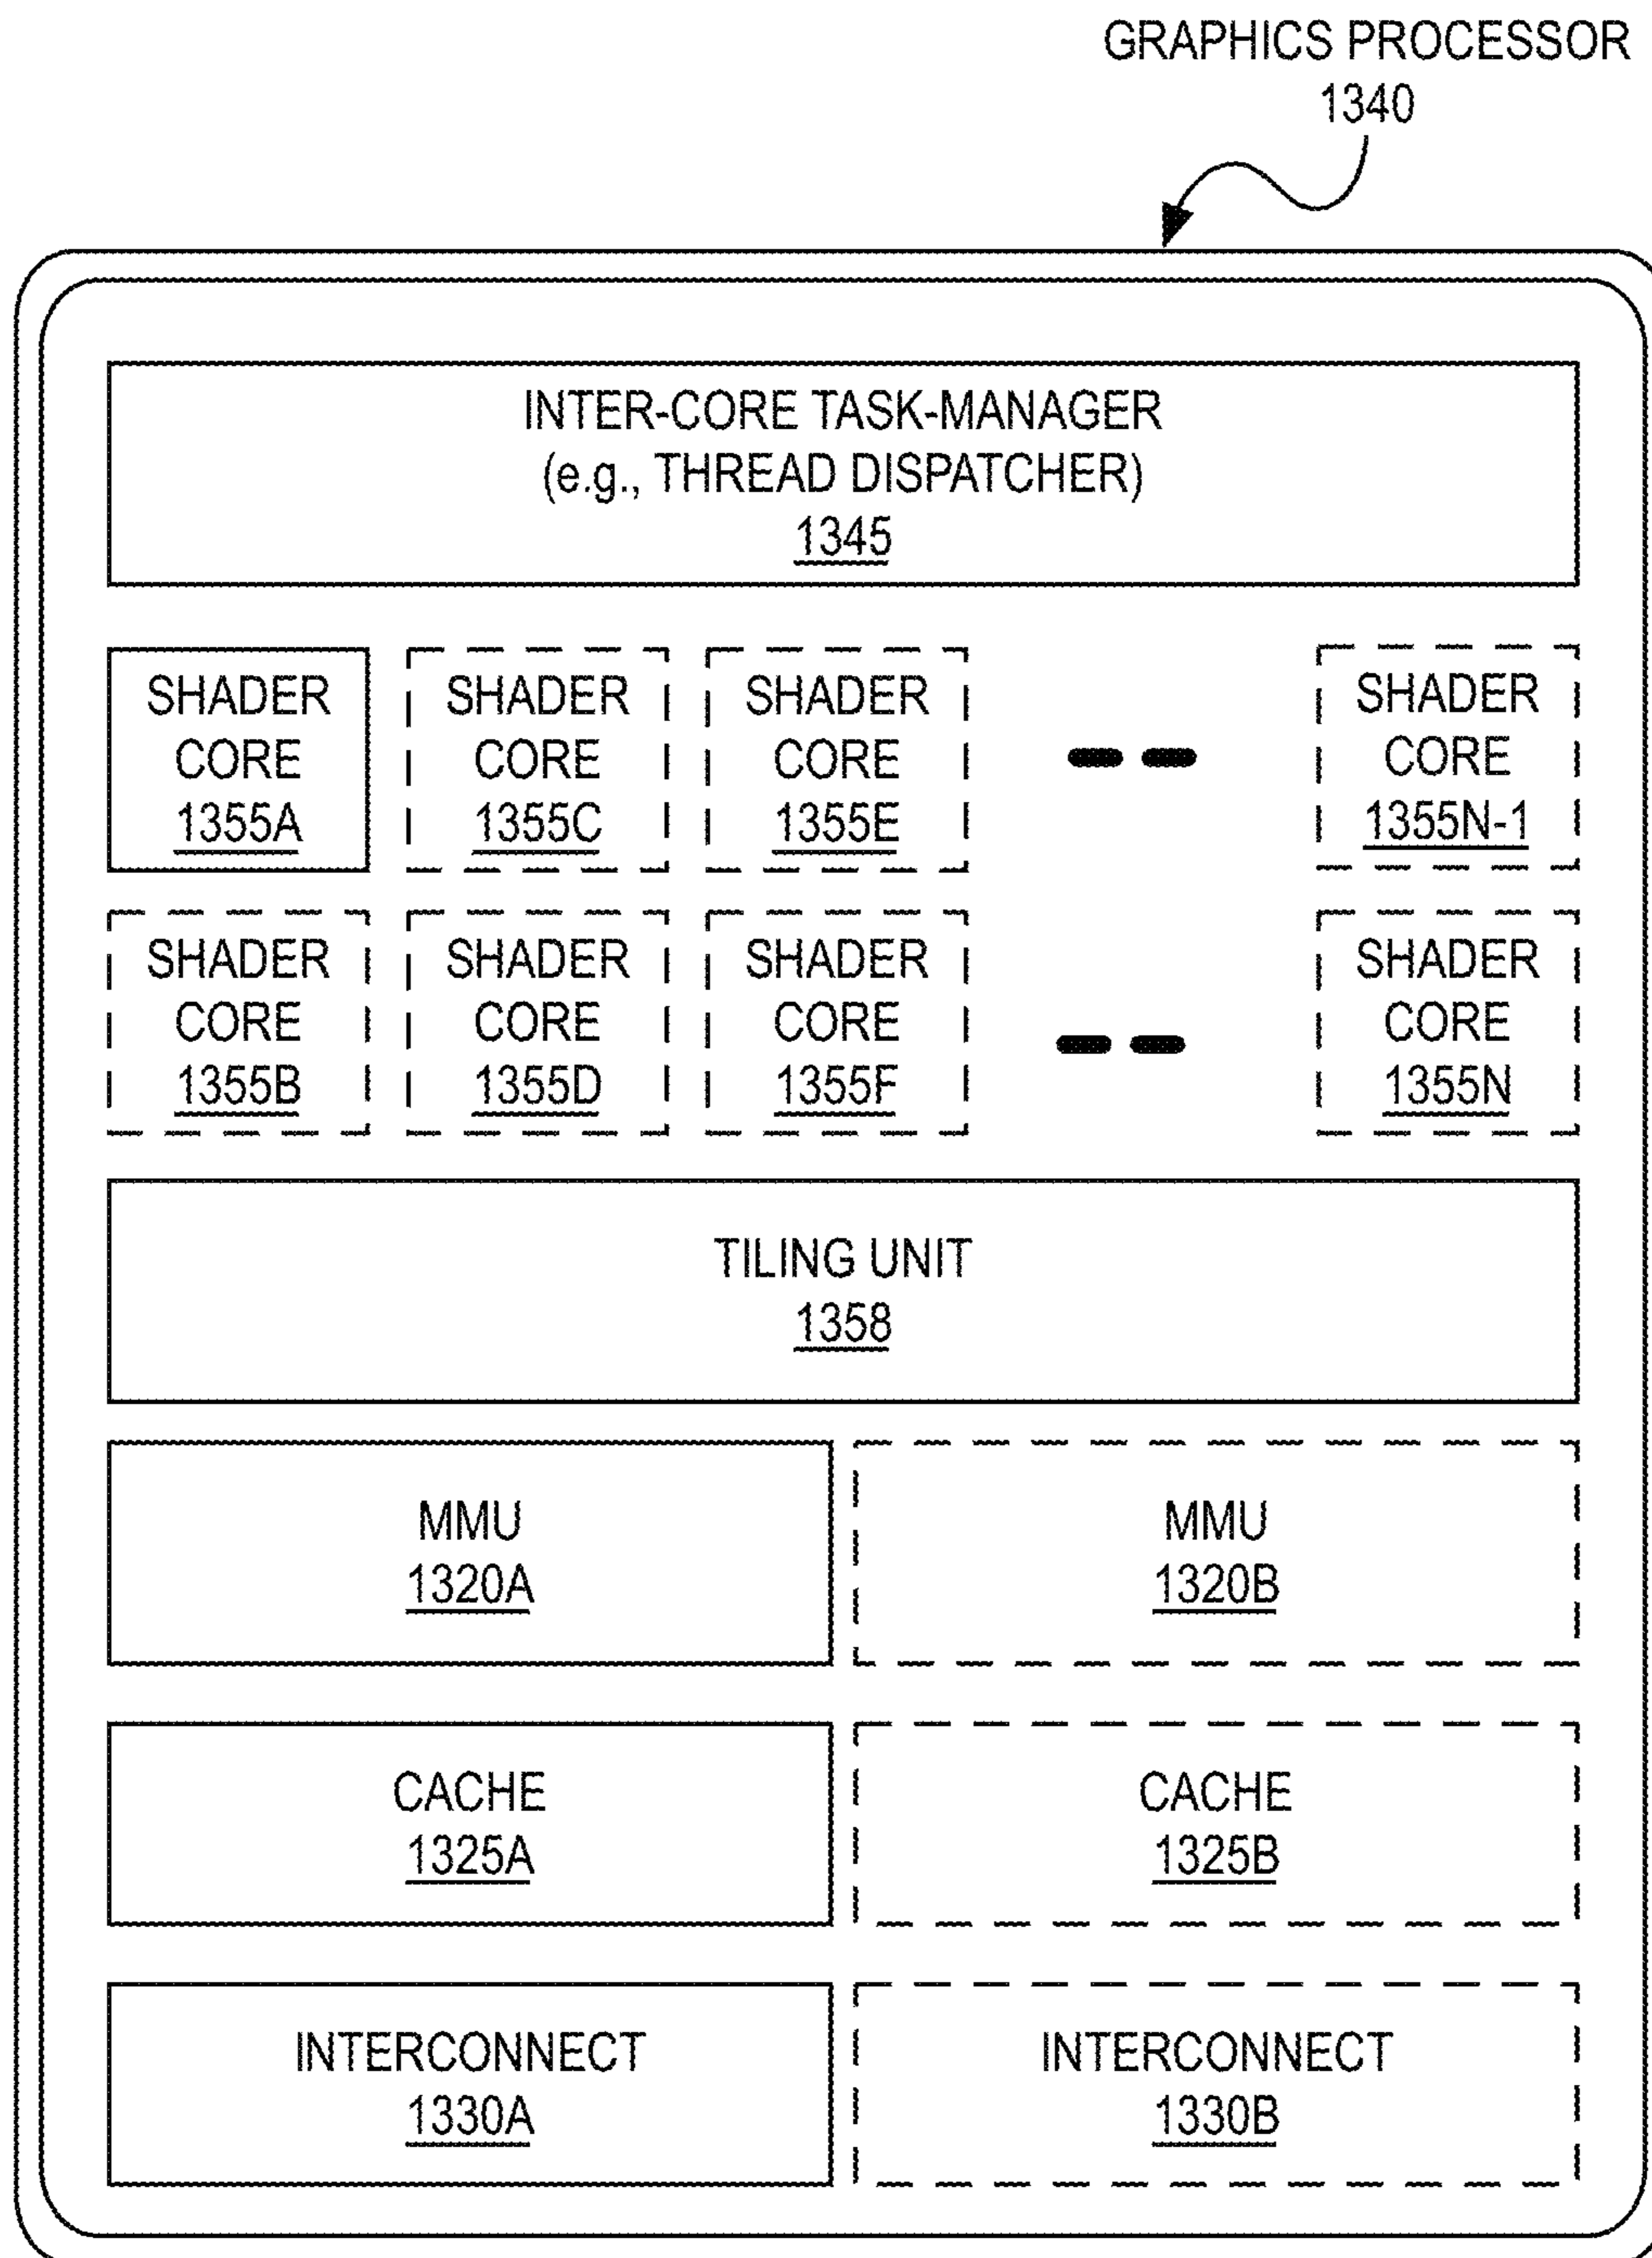 GRAPHICS PROCESSOR
1340
INTER-CORE TASK-MANAGER
(e.g., THREAD DISPATCHER)
1345
SHADER
CORE
1355A
SHADER
CORE
1355C
SHADER
CORE
1355E
SHADER
CORE
1355N-1
SHADER
CORE
1355B
SHADER
CORE
1355D
SHADER
CORE
1355F
SHADER
CORE
1355N
TILING UNIT
1358
MMU
1320A
MMU
1320B
CACHE
1325A
CACHE
1325B
INTERCONNECT
1330A
INTERCONNECT
1330B